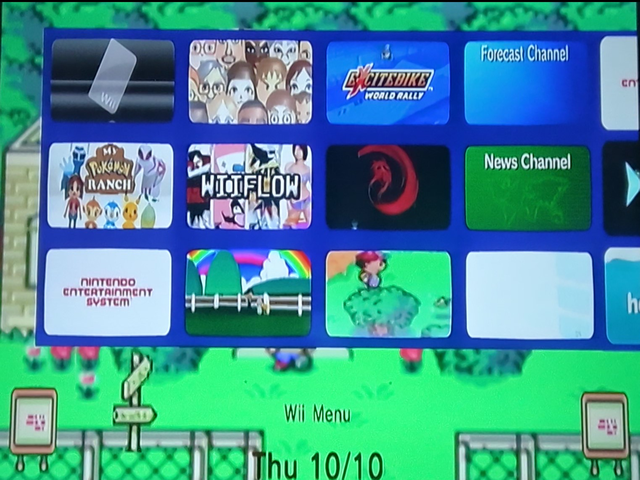 Wii
EXCITEBIKE
WORLD RALLY
Forecast Channel
MY
POKéMON
RANCH
WIIFLOW
News Channel
NINTENDO
ENTERTAINMENT
SYSTEM
Wii Menu
Thu 10/10